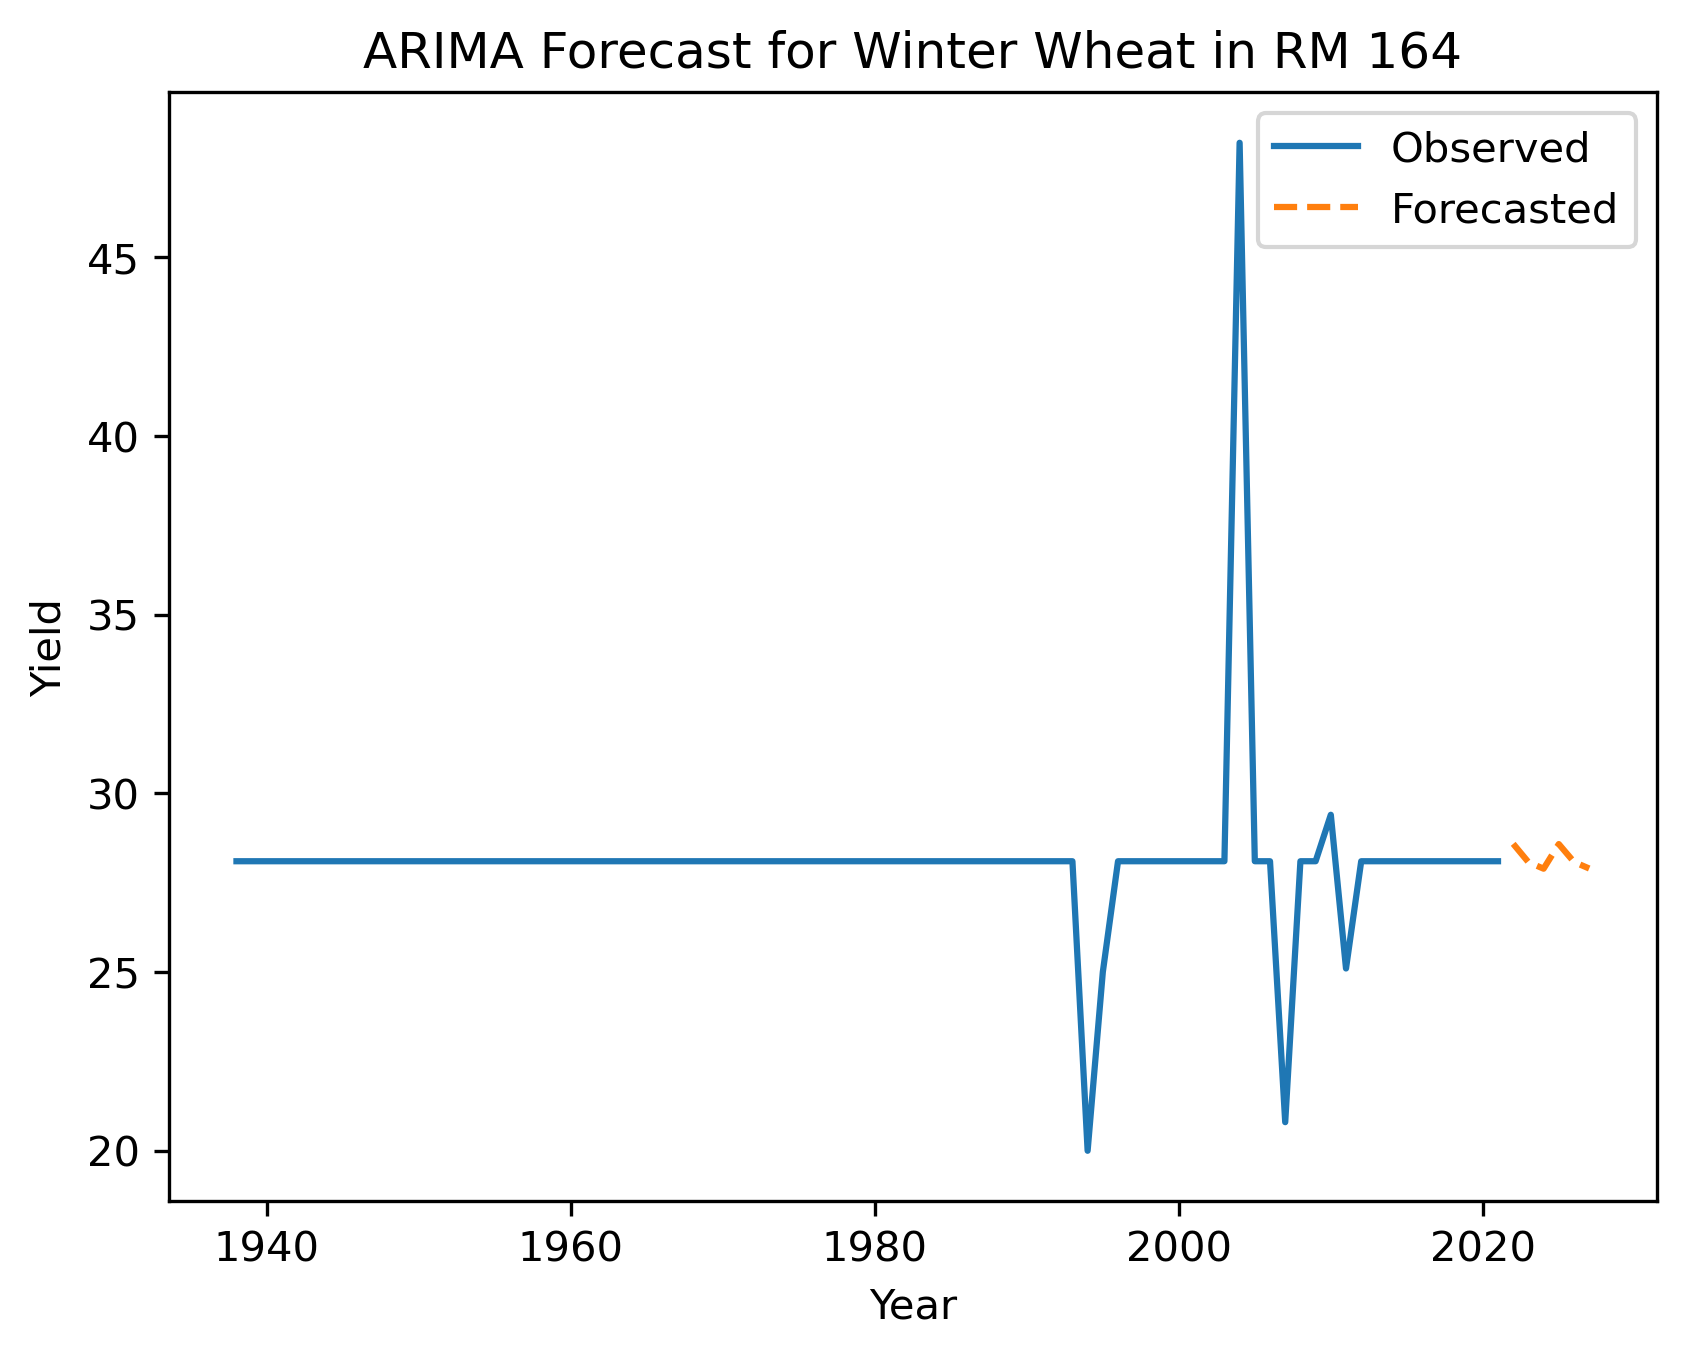 ARIMA Forecast for Winter Wheat in RM 164
Observed
Forecasted
45
40
35
30
25
20
Yield
1940 1960 1980 2000 2020
Year